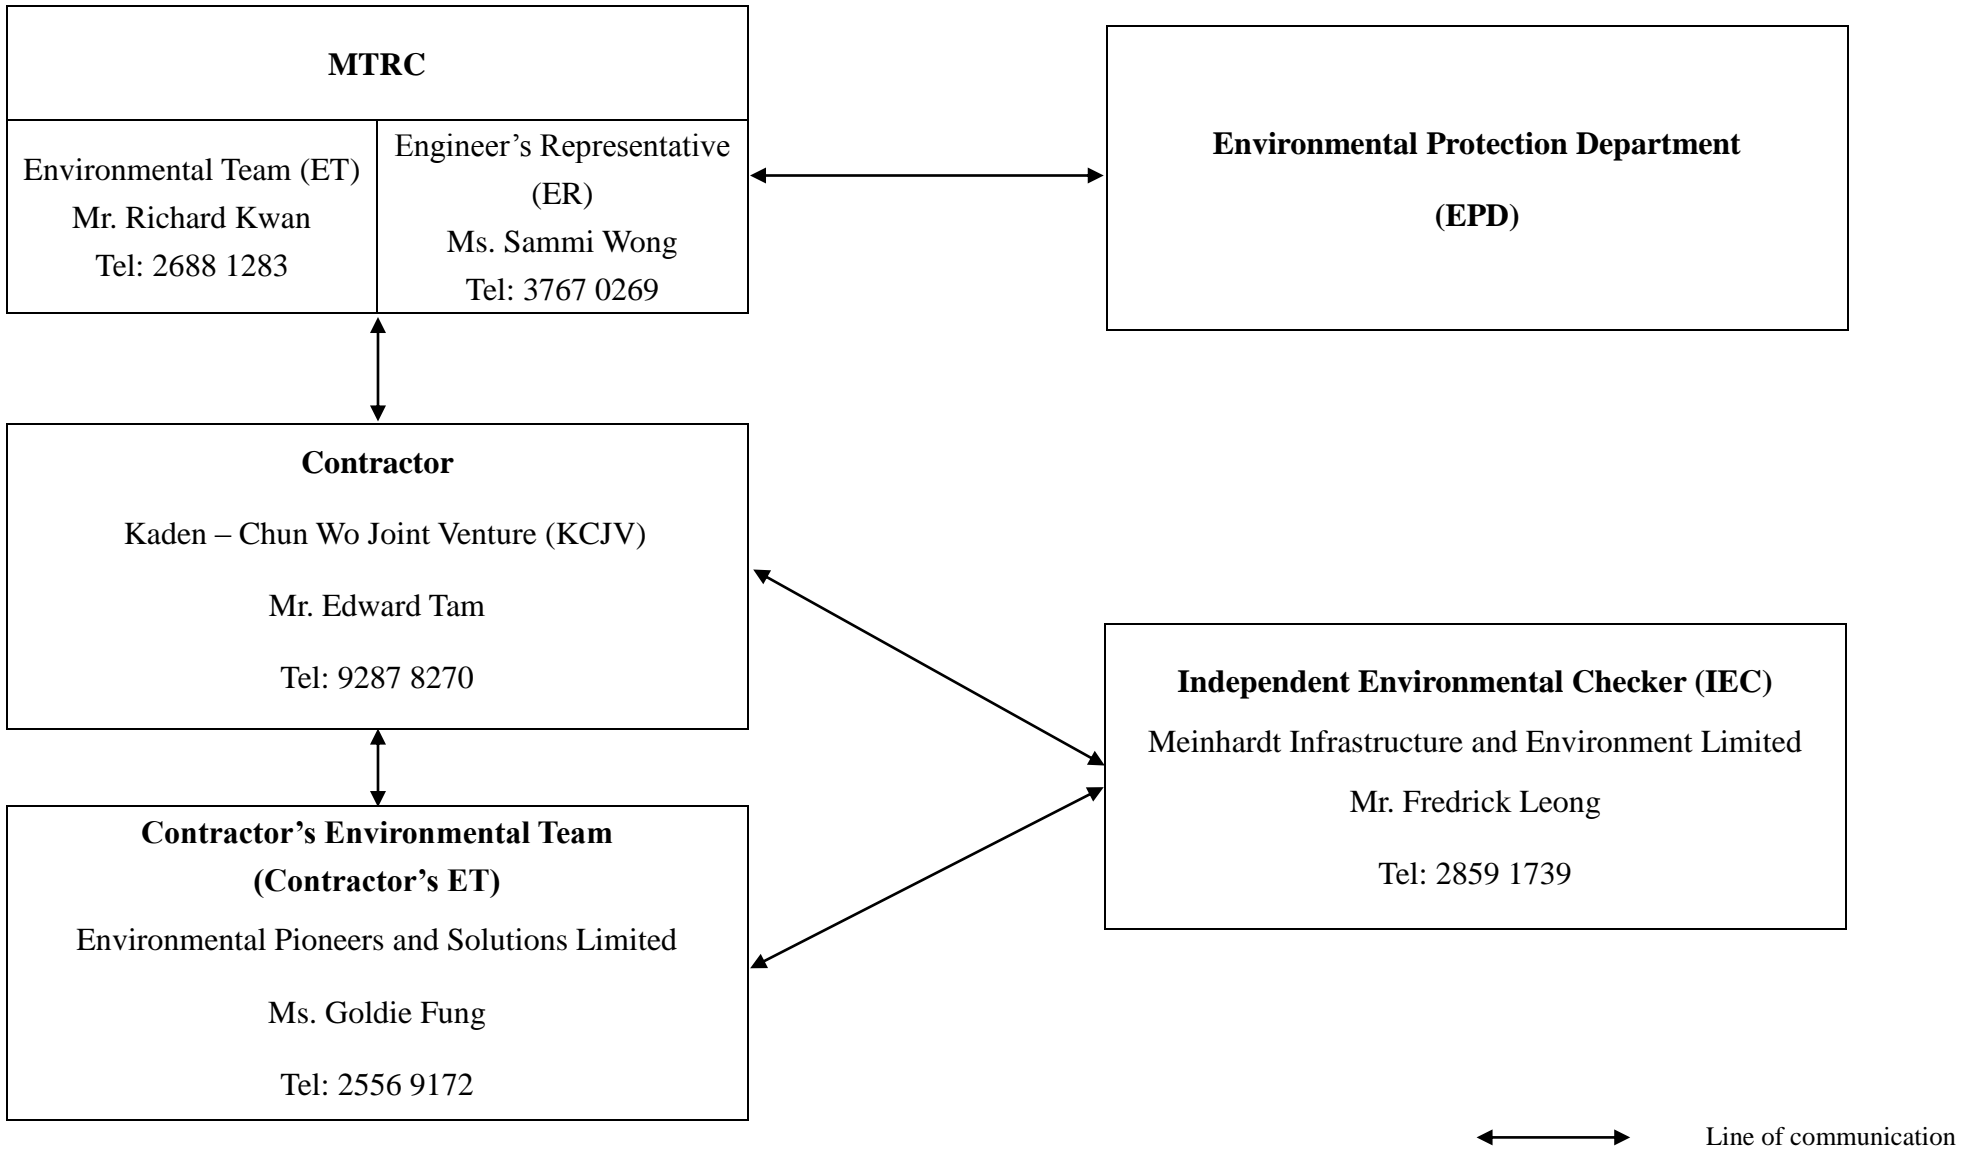 MTRC
Environmental Team (ET)
Mr. Richard Kwan
Tel: 2688 1283
Engineer’s Representative
(ER)
Ms. Sammi Wong
Tel: 3767 0269
Environmental Protection Department
(EPD)
Contractor
Kaden – Chun Wo Joint Venture (KCJV)
Mr. Edward Tam
Tel: 9287 8270
Independent Environmental Checker (IEC)
Meinhardt Infrastructure and Environment Limited
Mr. Fredrick Leong
Tel: 2859 1739
Contractor’s Environmental Team
(Contractor’s ET)
Environmental Pioneers and Solutions Limited
Ms. Goldie Fung
Tel: 2556 9172
Line of communication